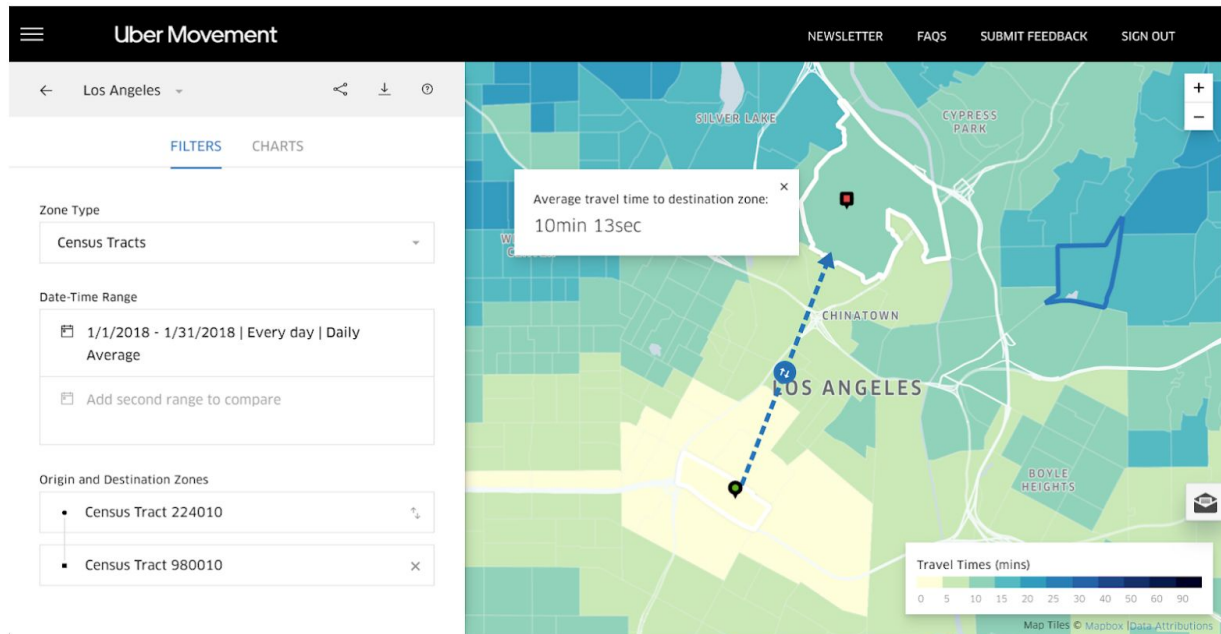 Uber Movement
NEWSLETTER FAQS SUBMIT FEEDBACK SIGN OUT
Los Angeles
FILTERS CHARTS
Zone Type
Census Tracts
Date-Time Range
1/1/2018 - 1/31/2018 | Every day | Daily
Average
Add second range to compare
Origin and Destination Zones
Census Tract 224010
Census Tract 980010
SILVER LAKE
CYPRESS
PARK
Average travel time to destination zone:
10min 13sec
CHINATOWN
LOS ANGELES
BOYLE
HEIGHTS
Travel Times (mins)
0 5 10 15 20 25 30 40 50 60 90
Map Tiles © Mapbox | Data Attributions